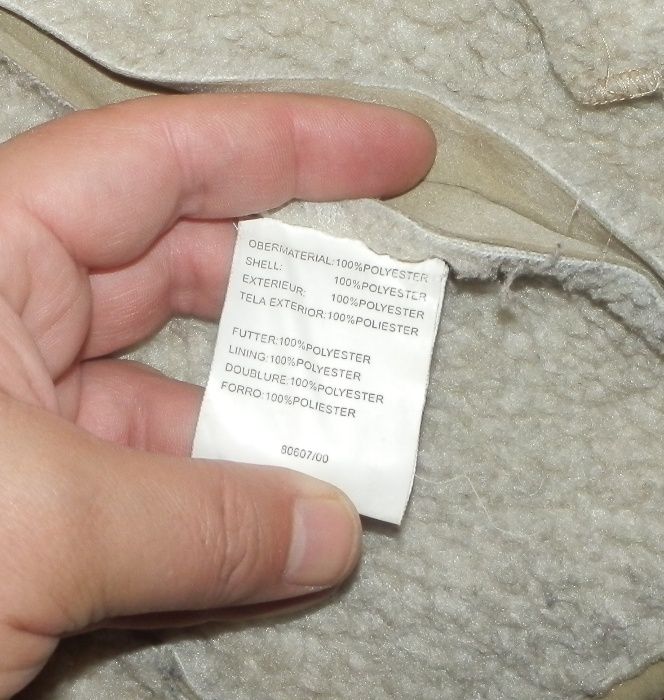 OBERMATERIAL:100%POLYESTER
SHELL: 100%POLYESTER
EXTERIEUR: 100%POLYESTER
TELA EXTERIOR:100%POLIESTER
FUTTER:100%POLYESTER
LINING:100%POLYESTER
DOUBLURE:100%POLYESTER
FORRO:100%POLIESTER
80607/00